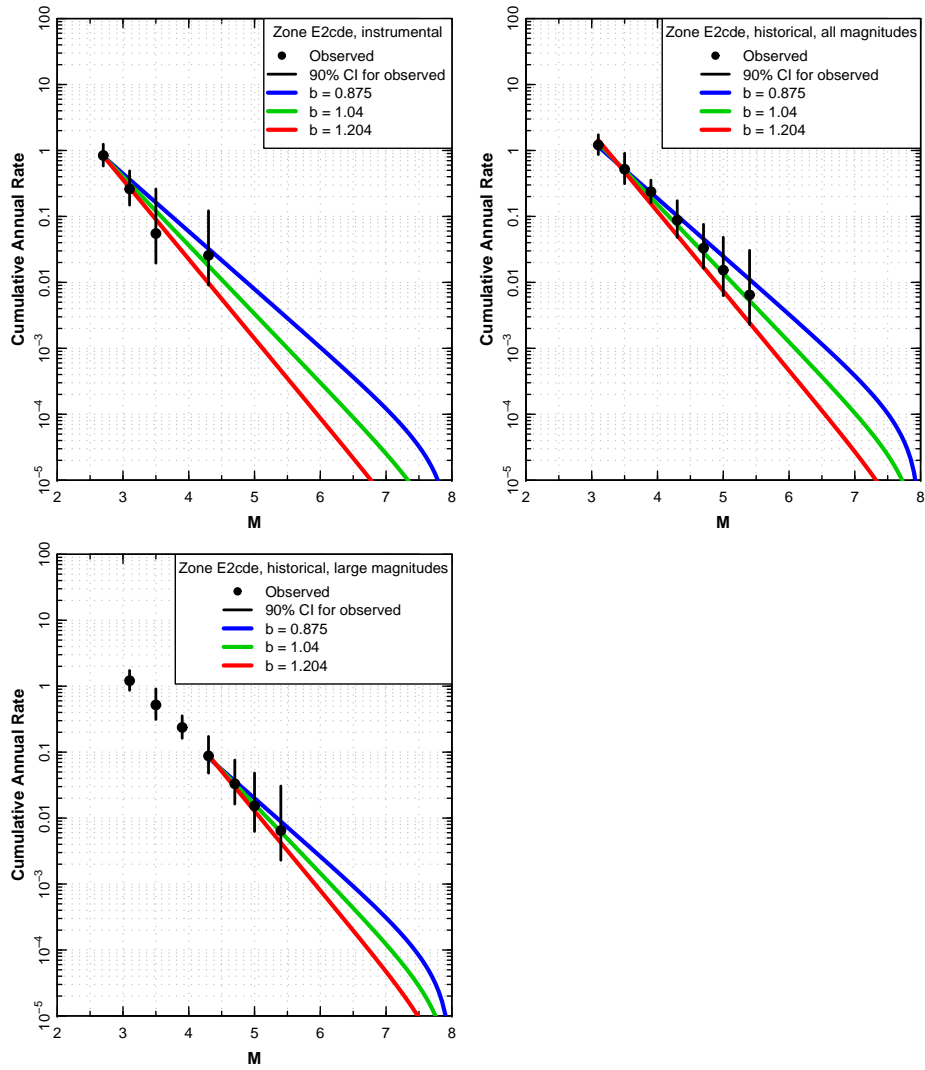 Zone E2cde, instrumental
Observed
90% CI for observed
b = 0.875
b = 1.04
b = 1.204
Cumulative Annual Rate
100
10
1
0.1
0.01
10⁻³
10⁻⁴
10⁻⁵
2 3 4 5 6 7 8
M
Zone E2cde, historical, all magnitudes
Observed
90% CI for observed
b = 0.875
b = 1.04
b = 1.204
Cumulative Annual Rate
100
10
1
0.1
0.01
10⁻³
10⁻⁴
10⁻⁵
2 3 4 5 6 7 8
M
Zone E2cde, historical, large magnitudes
Observed
90% CI for observed
b = 0.875
b = 1.04
b = 1.204
Cumulative Annual Rate
100
10
1
0.1
0.01
10⁻³
10⁻⁴
10⁻⁵
2 3 4 5 6 7 8
M